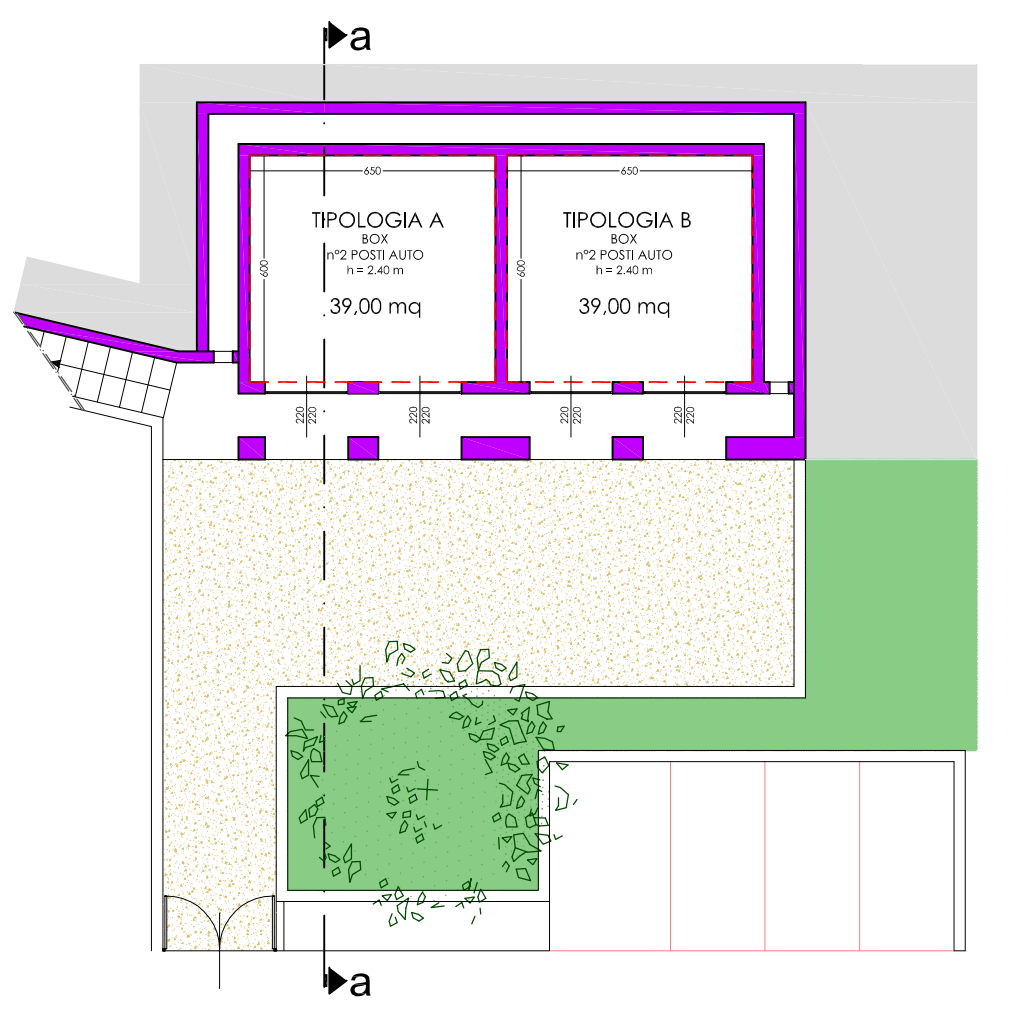 a
650
650
TIPOLOGIA A
BOX
n°2 POSTI AUTO
h = 2.40 m
39,00 mq
600
TIPOLOGIA B
BOX
n°2 POSTI AUTO
h = 2.40 m
39,00 mq
600
220
220
220
220
220
220
220
220
a